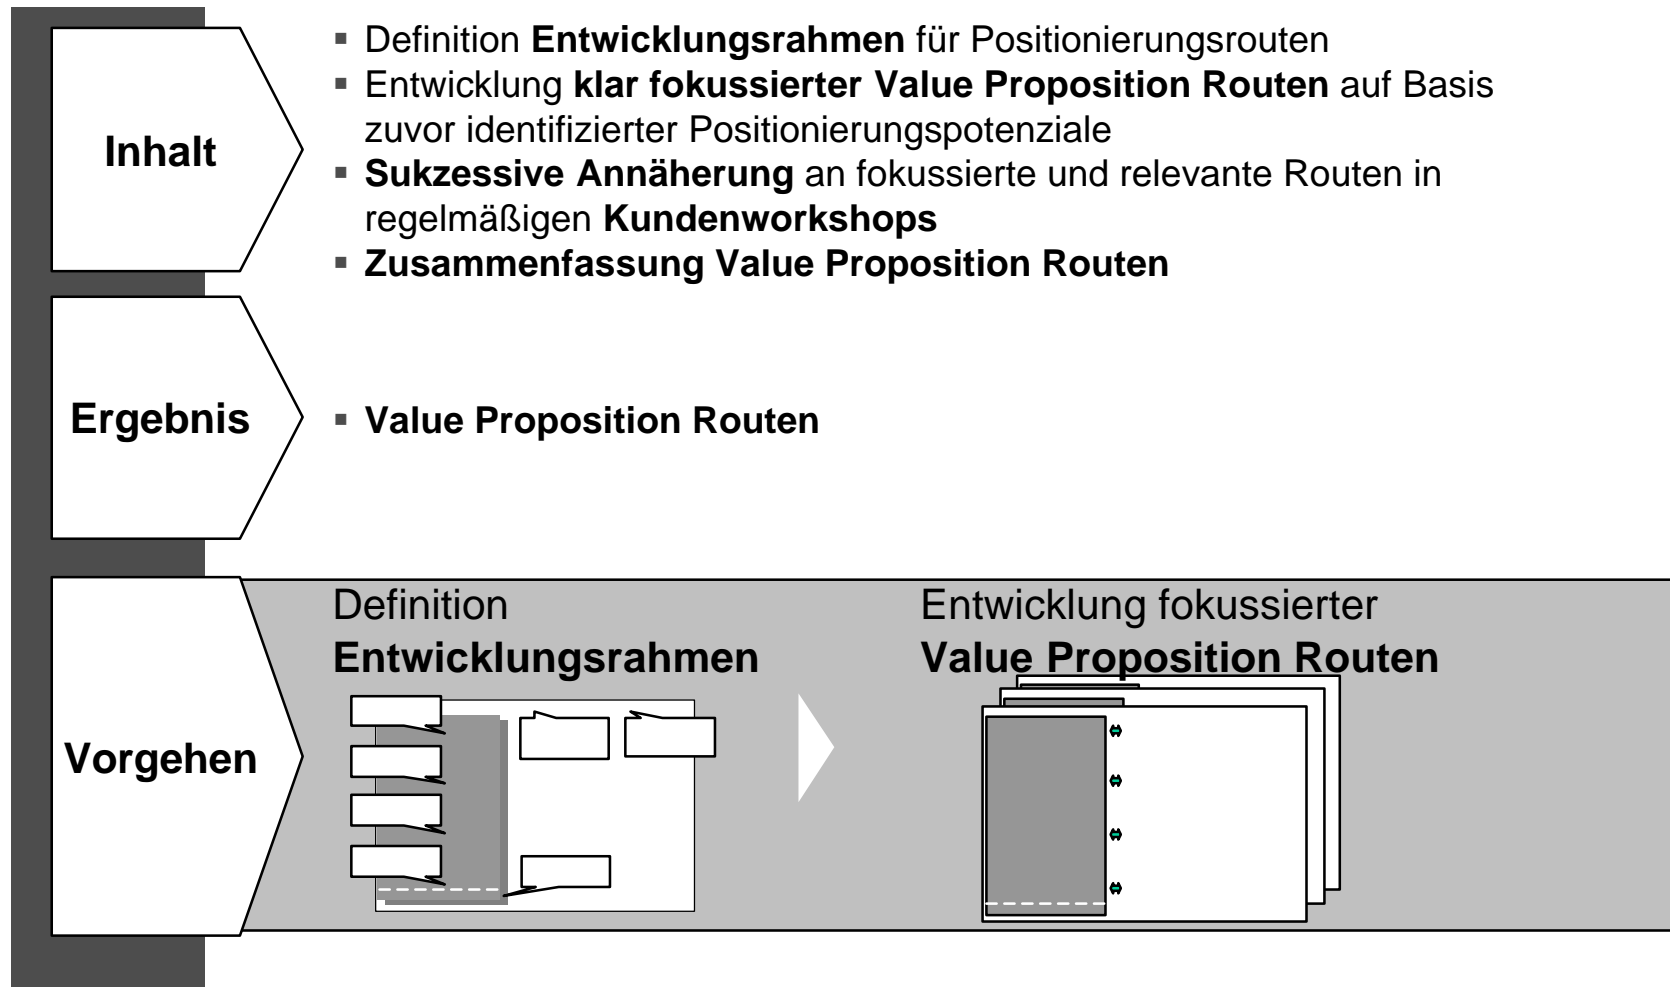 Inhalt
▪ Definition Entwicklungsrahmen für Positionierungsrouten
▪ Entwicklung klar fokussierter Value Proposition Routen auf Basis
zuvor identifizierter Positionierungspotenziale
▪ Sukzessive Annäherung an fokussierte und relevante Routen in
regelmäßigen Kundenworkshops
▪ Zusammenfassung Value Proposition Routen
Ergebnis
▪ Value Proposition Routen
Vorgehen
Definition
Entwicklungsrahmen
Entwicklung fokussierter
Value Proposition Routen